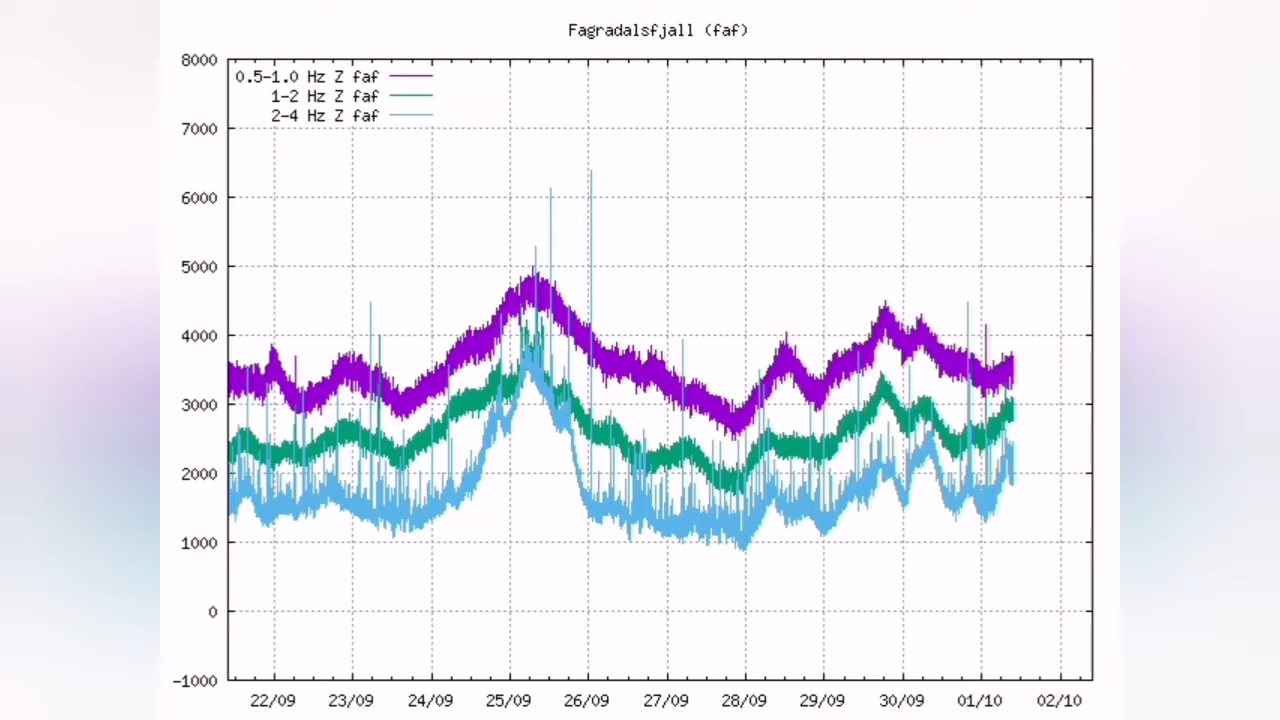 Fagradalsfjall (faf)
8000
0.5-1.0 Hz Z faf
1-2 Hz Z faf
2-4 Hz Z faf
7000
6000
5000
4000
3000
2000
1000
0
-1000
22/09 23/09 24/09 25/09 26/09 27/09 28/09 29/09 30/09 01/10 02/10